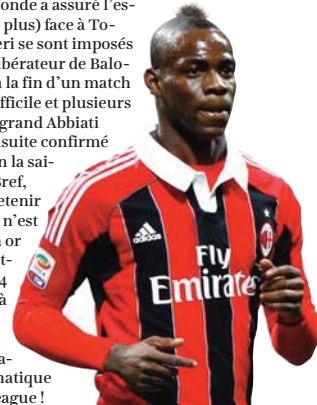 onde a assuré l'es-
plus) face à To-
eri se sont imposés
libérateur de Balo-
la fin d'un match
fficile et plusieurs
grand Abbiati
suite confirmé
n la sai-
Bref,
etenir
n'est
or
t-
4
à
a-
natique
eague !
adidas
Fly
Emirates